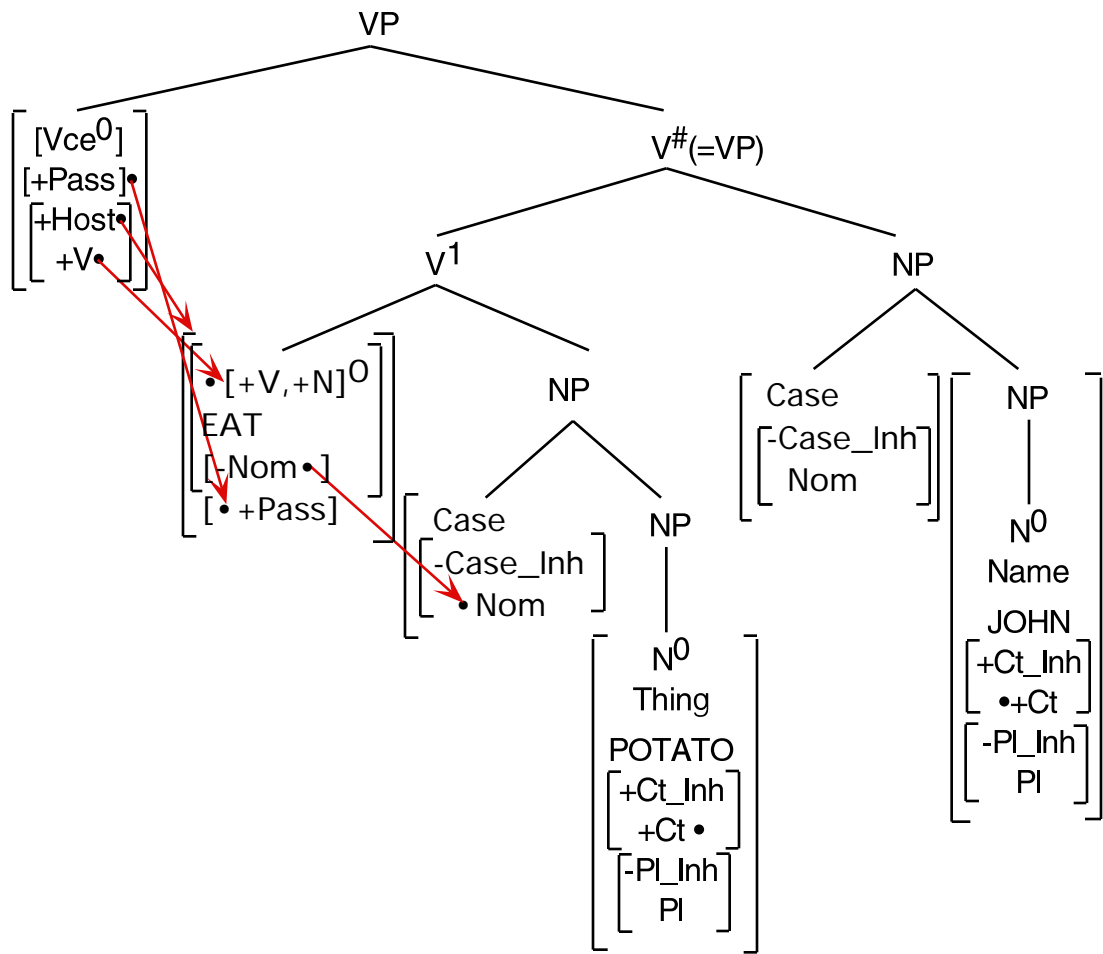 VP
[Vce⁰]
[+Pass]•
+Host•
+V•
V#(=VP)
V¹
NP
•[+V,+N]⁰
EAT
[-Nom •]
[• +Pass]
NP
Case
-Case_Inh
•Nom
NP
N⁰
Thing
POTATO
+Ct_Inh
+Ct •
-Pl_Inh
Pl
Case
-Case_Inh
Nom
NP
N⁰
Name
JOHN
+Ct_Inh
•+Ct
-Pl_Inh
Pl